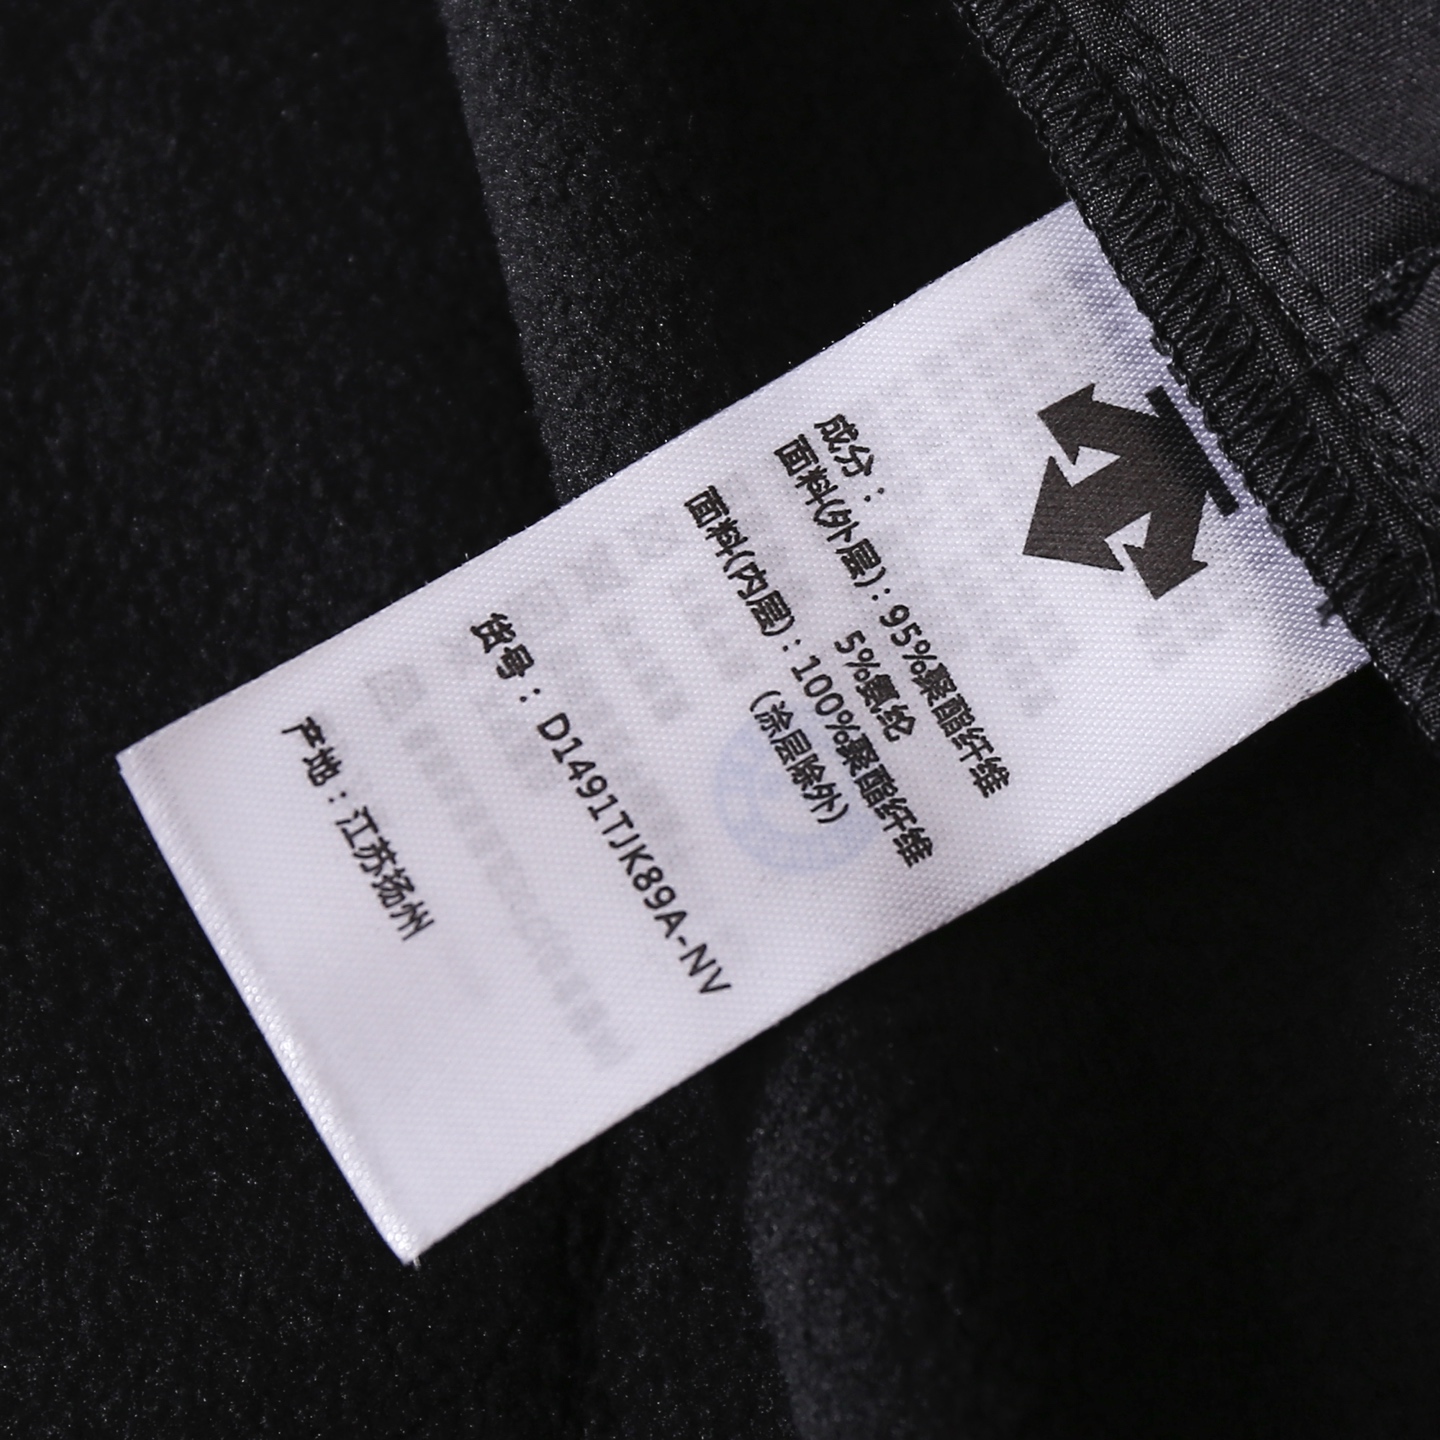 成分：
面料(外层)：95%聚酯纤维
5%氨纶
面料(内层)：100%聚酯纤维
(涂层除外)
货号：D1491TJK89A-NV
产地：江苏扬州